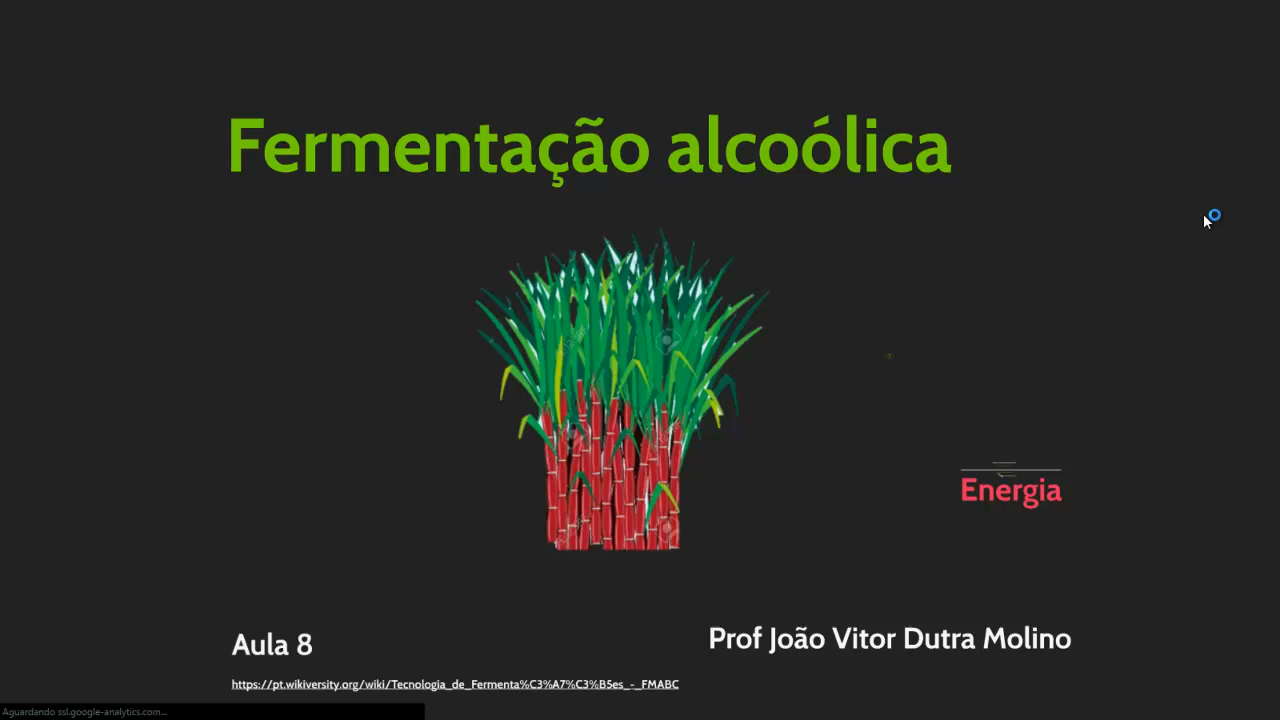 Fermentação alcoólica
Energia
Aula 8
Prof João Vitor Dutra Molino
https://pt.wikiversity.org/wiki/Tecnologia_de_Fermenta%C3%A7%C3%B5es_-_FMABC
Aguardando ssl.google-analytics.com...